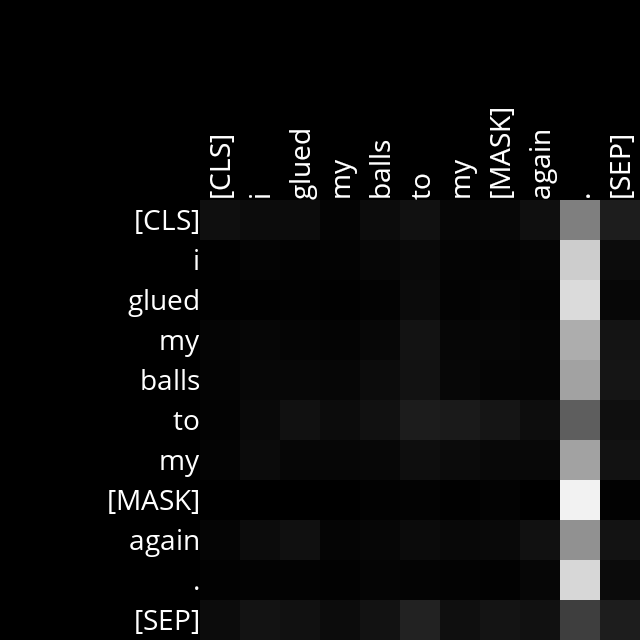 [CLS] i glued my balls to my [MASK] again . [SEP]
[CLS]
i
glued
my
balls
to
my
[MASK]
again
.
[SEP]